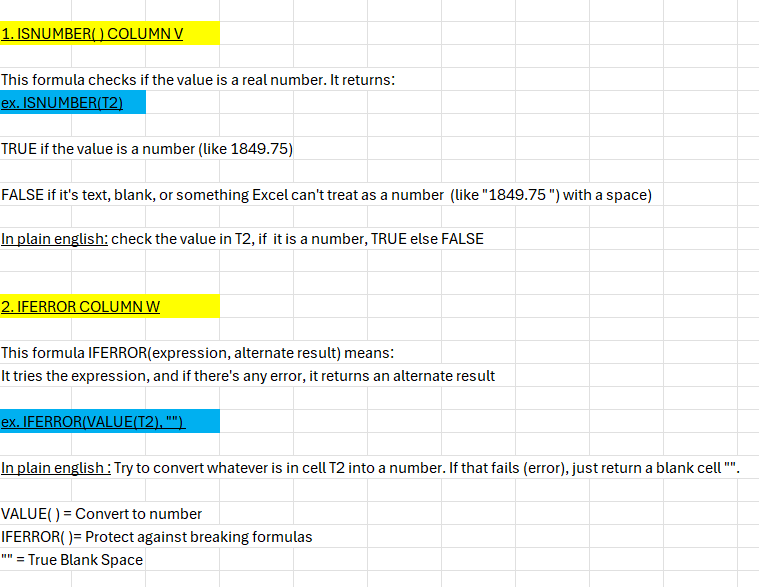 1. ISNUMBER( ) COLUMN V
This formula checks if the value is a real number. It returns:
ex. ISNUMBER(T2)
TRUE if the value is a number (like 1849.75)
FALSE if it's text, blank, or something Excel can't treat as a number  (like "1849.75 ") with a space)
In plain english: check the value in T2, if  it is a number, TRUE else FALSE
2. IFERROR COLUMN W
This formula IFERROR(expression, alternate result) means:
It tries the expression, and if there's any error, it returns an alternate result
ex. IFERROR(VALUE(T2), "")
In plain english : Try to convert whatever is in cell T2 into a number. If that fails (error), just return a blank cell "".
VALUE( ) = Convert to number
IFERROR( )= Protect against breaking formulas
"" = True Blank Space